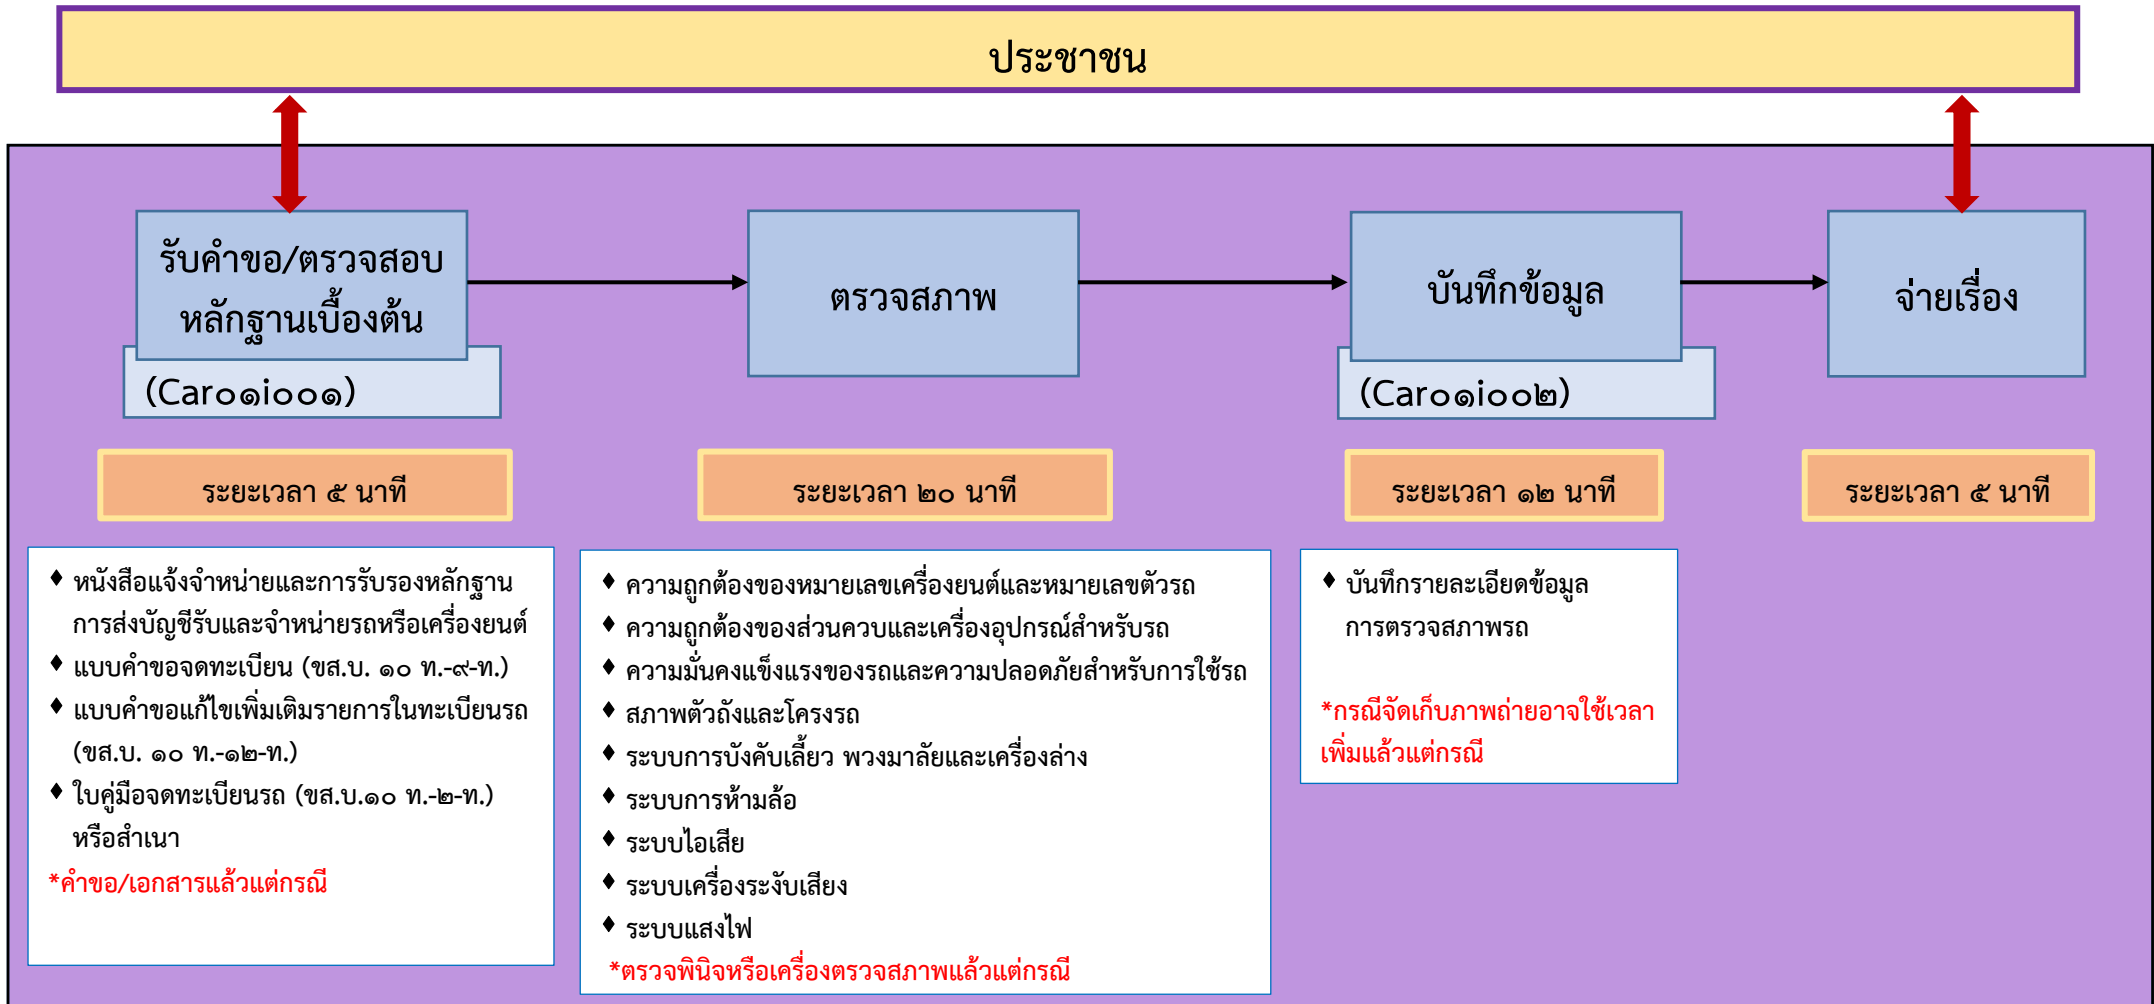 ประชาชน
รับคำขอ/ตรวจสอบ
หลักฐานเบื้องต้น
(Car๐๑i๐๐๑)
ตรวจสภาพ
บันทึกข้อมูล
(Car๐๑i๐๐๒)
จ่ายเรื่อง
ระยะเวลา ๕ นาที
ระยะเวลา ๒๐ นาที
ระยะเวลา ๑๒ นาที
ระยะเวลา ๕ นาที
♦ หนังสือแจ้งจำหน่ายและการรับรองหลักฐาน
การส่งบัญชีรับและจำหน่ายรถหรือเครื่องยนต์
♦ แบบคำขอจดทะเบียน (ขส.บ. ๑๐ ท.-๙-ท.)
♦ แบบคำขอแก้ไขเพิ่มเติมรายการในทะเบียนรถ
(ขส.บ. ๑๐ ท.-๑๒-ท.)
♦ ใบคู่มือจดทะเบียนรถ (ขส.บ.๑๐ ท.-๒-ท.)
หรือสำเนา
*คำขอ/เอกสารแล้วแต่กรณี
♦ ความถูกต้องของหมายเลขเครื่องยนต์และหมายเลขตัวรถ
♦ ความถูกต้องของส่วนควบและเครื่องอุปกรณ์สำหรับรถ
♦ ความมั่นคงแข็งแรงของรถและความปลอดภัยสำหรับการใช้รถ
♦ สภาพตัวถังและโครงรถ
♦ ระบบการบังคับเลี้ยว พวงมาลัยและเครื่องล่าง
♦ ระบบการห้ามล้อ
♦ ระบบไอเสีย
♦ ระบบเครื่องระงับเสียง
♦ ระบบแสงไฟ
*ตรวจพินิจหรือเครื่องตรวจสภาพแล้วแต่กรณี
♦ บันทึกรายละเอียดข้อมูล
การตรวจสภาพรถ
*กรณีจัดเก็บภาพถ่ายอาจใช้เวลา
เพิ่มแล้วแต่กรณี